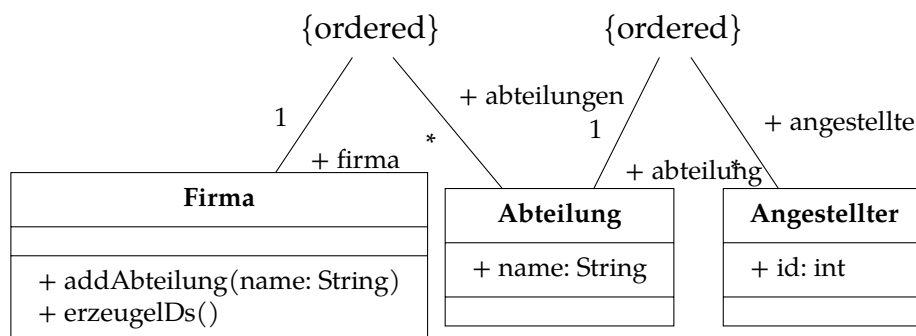 {ordered}
{ordered}
+ abteilungen
1
1
+ angestellte
*
+ firma
+ abteilung
*
Firma
Abteilung
Angestellter
+ name: String
+ id: int
+ addAbteilung(name: String)
+ erzeugeIDs()